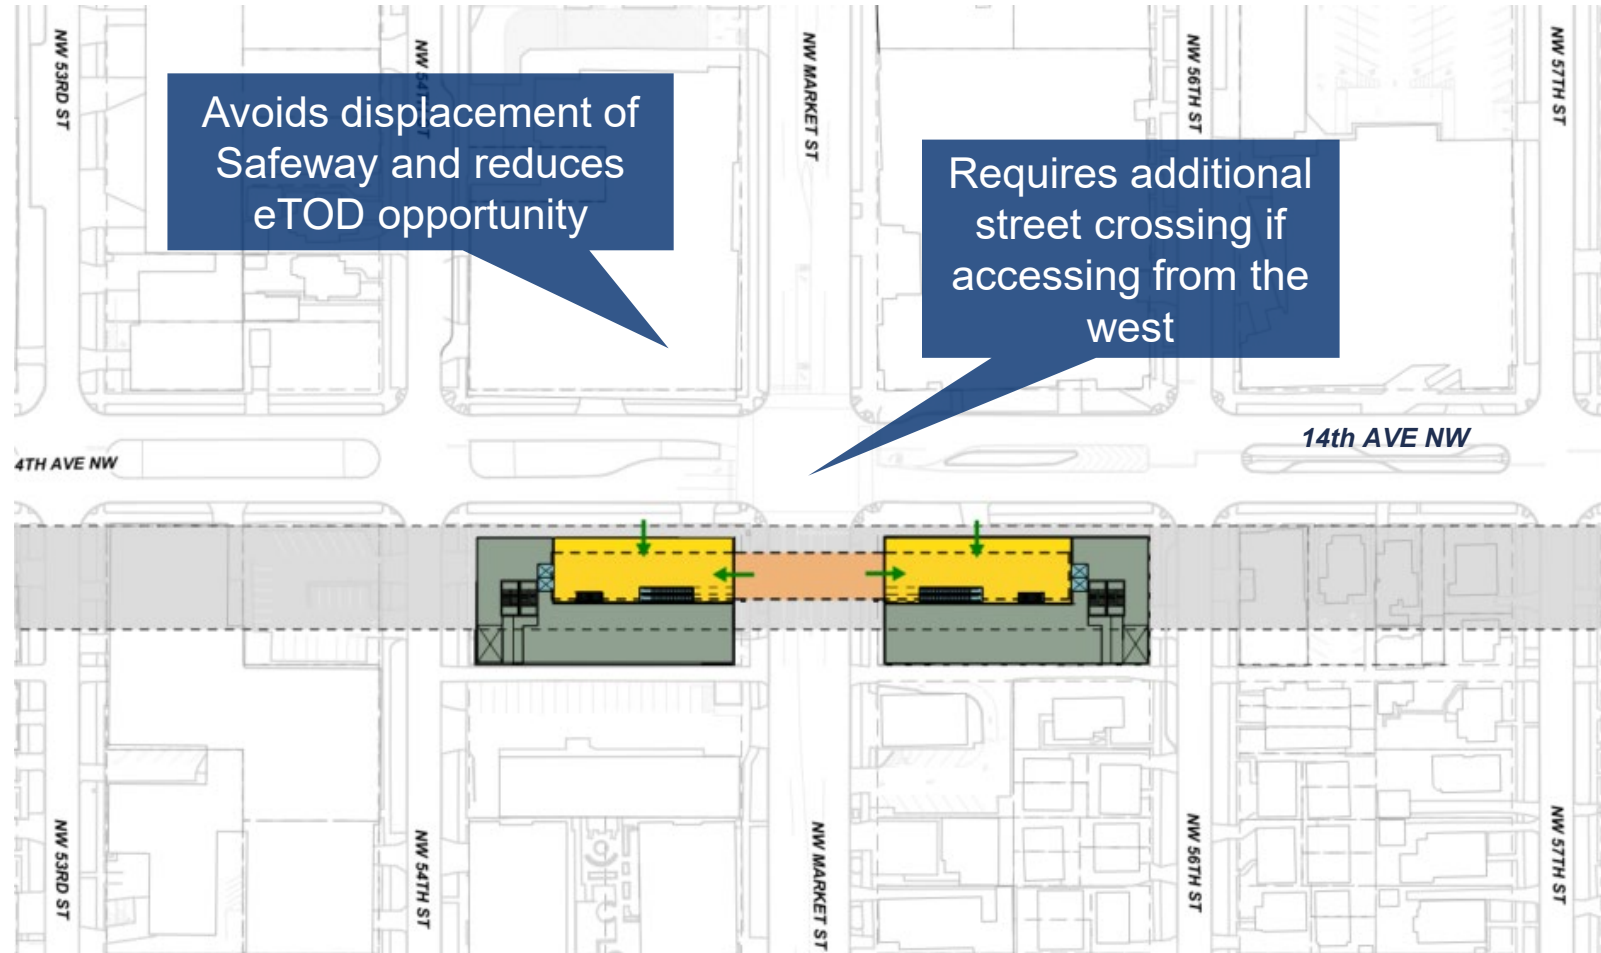 NW 53RD ST
NW 54TH ST
NW MARKET ST
NW 56TH ST
NW 57TH ST
Avoids displacement of
Safeway and reduces
eTOD opportunity
Requires additional
street crossing if
accessing from the
west
14th AVE NW
4TH AVE NW
NW 53RD ST
NW 54TH ST
NW MARKET ST
NW 56TH ST
NW 57TH ST